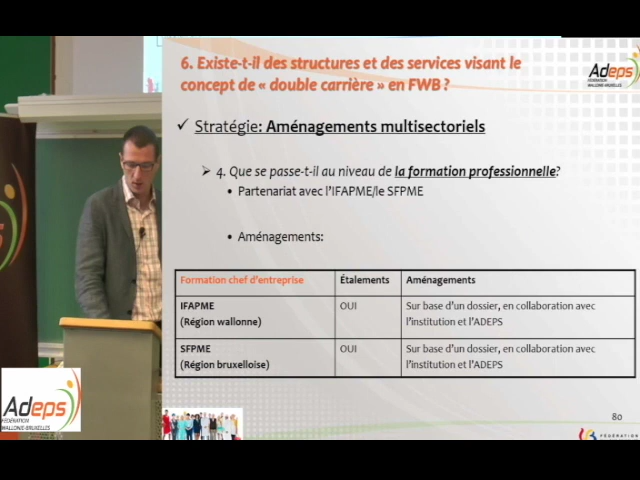 6. Existe-t-il des structures et des services visant le
concept de « double carrière » en FWB ?
Adeps
FÉDÉRATION
WALLONIE-BRUXELLES
✓ Stratégie: Aménagements multisectoriels
➢ 4. Que se passe-t-il au niveau de la formation professionnelle?
• Partenariat avec l'IFAPME/le SFPME
• Aménagements:
Formation chef d'entreprise Étalements Aménagements
IFAPME
(Région wallonne)
OUI
Sur base d'un dossier, en collaboration avec
l'institution et l'ADEPS
SFPME
(Région bruxelloise)
OUI
Sur base d'un dossier, en collaboration avec
l'institution et l'ADEPS
80
FÉDÉRATION
Adeps
FÉDÉRATION
WALLONIE-BRUXELLES